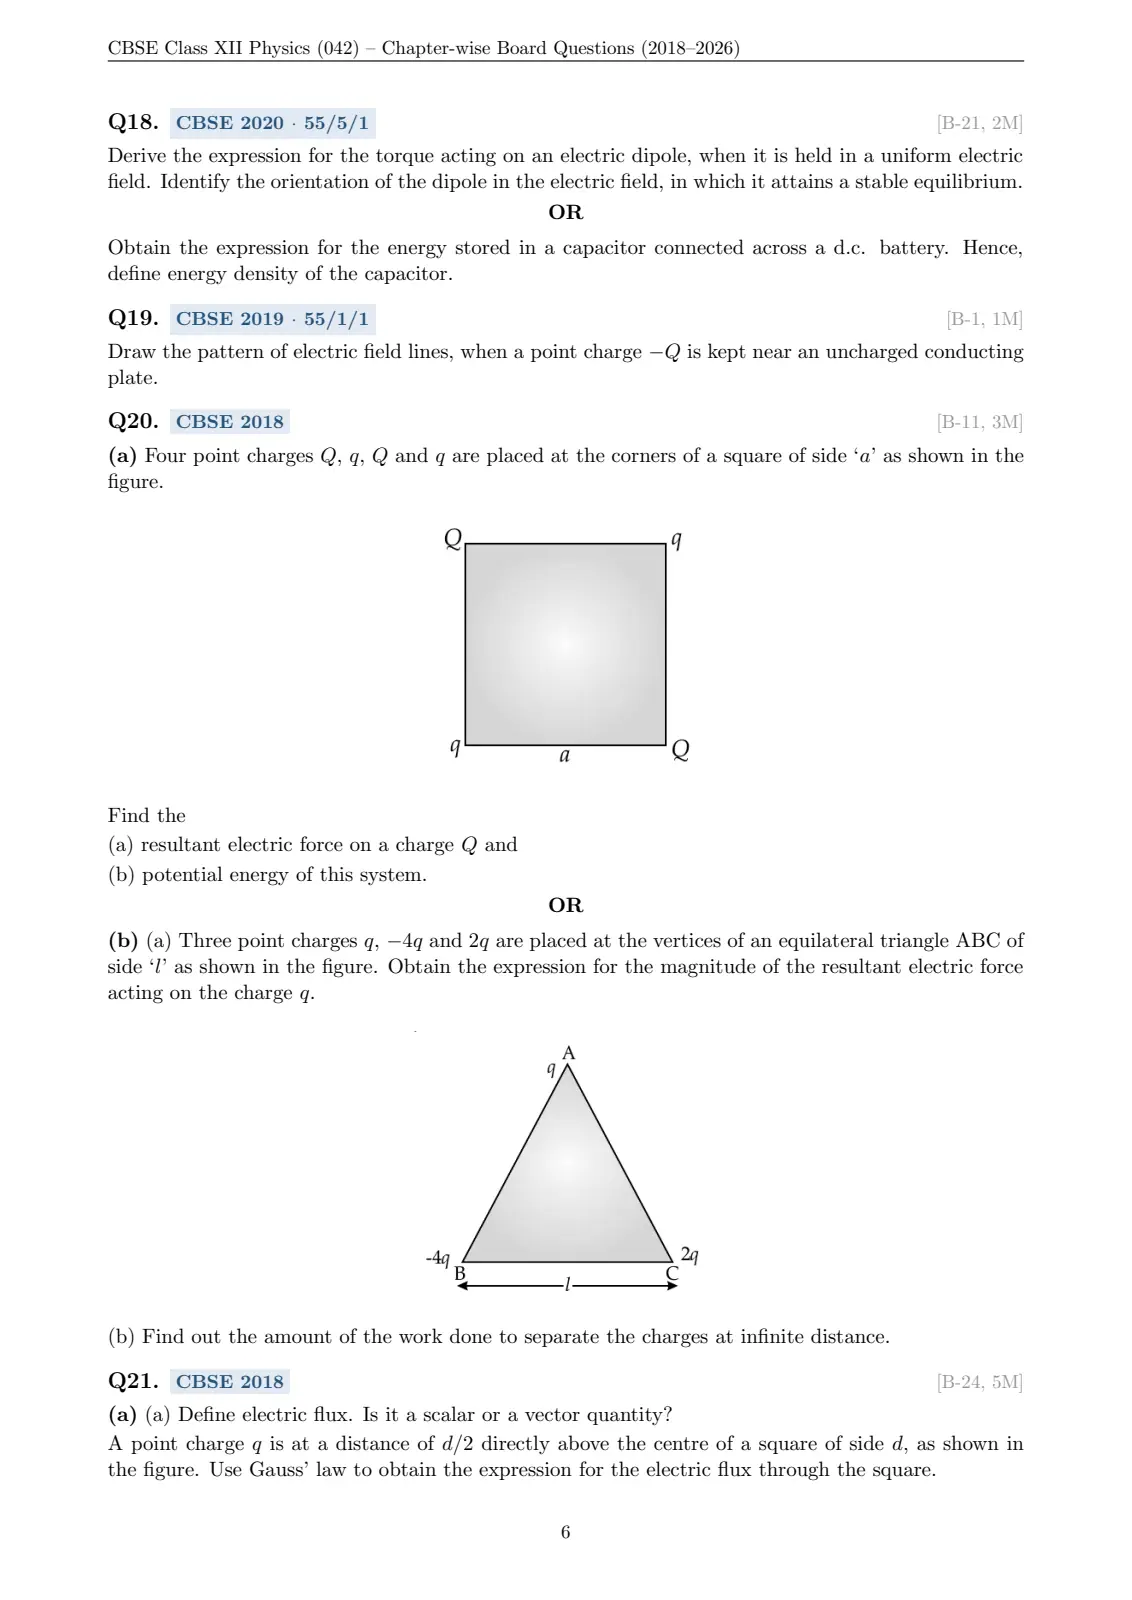 CBSE Class XII Physics (042) – Chapter-wise Board Questions (2018–2026)
Q18. CBSE 2020 · 55/5/1 [B-21, 2M]
Derive the expression for the torque acting on an electric dipole, when it is held in a uniform electric
field. Identify the orientation of the dipole in the electric field, in which it attains a stable equilibrium.
OR
Obtain the expression for the energy stored in a capacitor connected across a d.c. battery. Hence,
define energy density of the capacitor.
Q19. CBSE 2019 · 55/1/1 [B-1, 1M]
Draw the pattern of electric field lines, when a point charge −Q is kept near an uncharged conducting
plate.
Q20. CBSE 2018 [B-11, 3M]
(a) Four point charges Q, q, Q and q are placed at the corners of a square of side ‘a’ as shown in the
figure.
Q q
q a Q
Find the
(a) resultant electric force on a charge Q and
(b) potential energy of this system.
OR
(b) (a) Three point charges q, −4q and 2q are placed at the vertices of an equilateral triangle ABC of
side ‘l’ as shown in the figure. Obtain the expression for the magnitude of the resultant electric force
acting on the charge q.
A
q
-4q 2q
B C
l
(b) Find out the amount of the work done to separate the charges at infinite distance.
Q21. CBSE 2018 [B-24, 5M]
(a) (a) Define electric flux. Is it a scalar or a vector quantity?
A point charge q is at a distance of d/2 directly above the centre of a square of side d, as shown in
the figure. Use Gauss’ law to obtain the expression for the electric flux through the square.
6